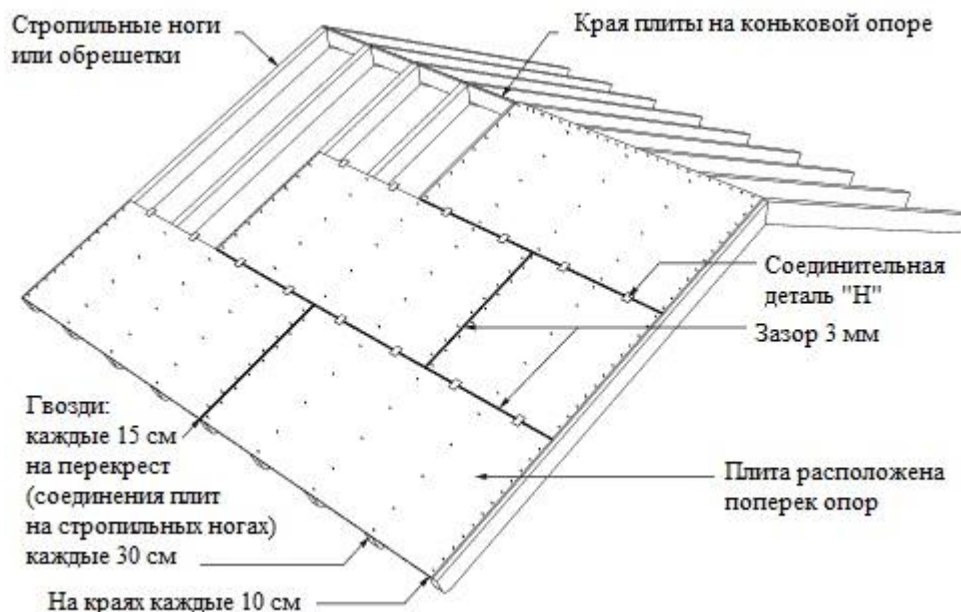 Стропильные ноги
или обрешетки
Края плиты на коньковой опоре
Соединительная
деталь "Н"
Зазор 3 мм
Гвозди:
каждые 15 см
на перекрест
(соединения плит
на стропильных ногах)
каждые 30 см
Плита расположена
поперек опор
На краях каждые 10 см